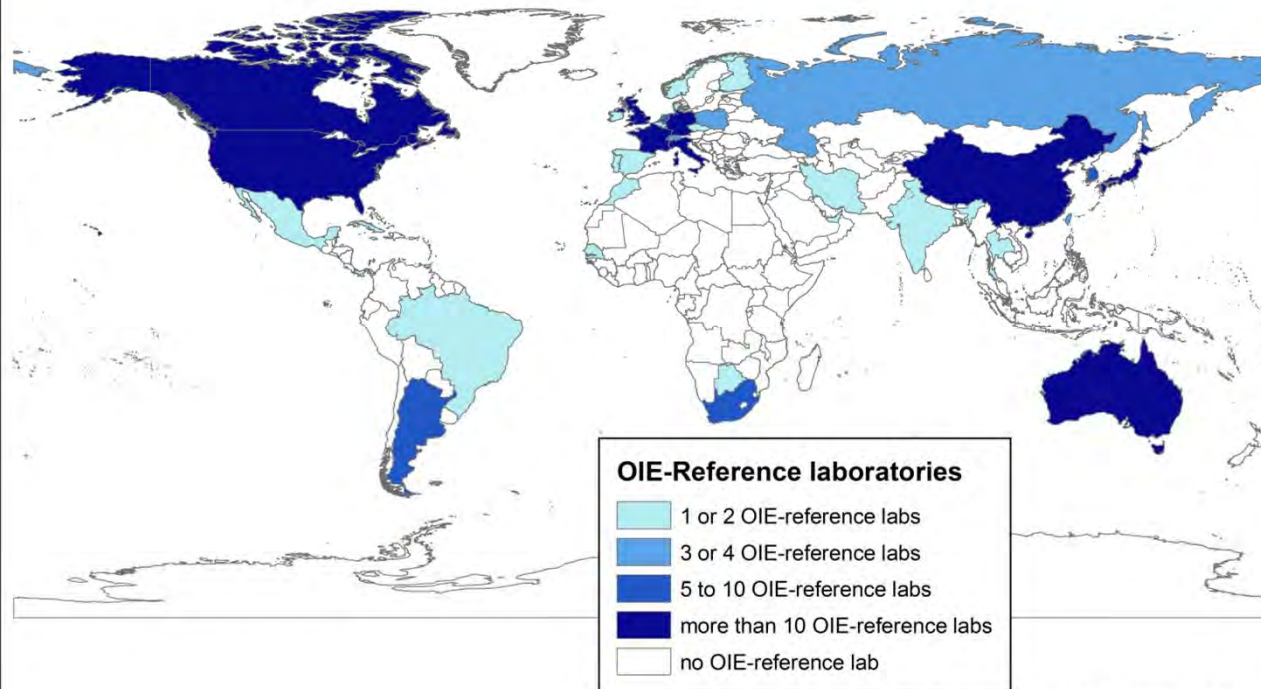 OIE-Reference laboratories
1 or 2 OIE-reference labs
3 or 4 OIE-reference labs
5 to 10 OIE-reference labs
more than 10 OIE-reference labs
no OIE-reference lab